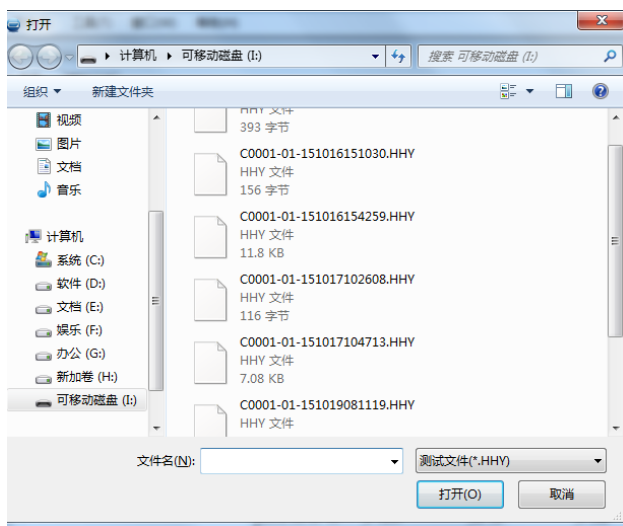 打开
计算机 ▸ 可移动磁盘 (I:)
搜索 可移动磁盘 (I:)
组织 ▼ 新建文件夹
视频
图片
文档
音乐
计算机
系统 (C:)
软件 (D:)
文档 (E:)
娱乐 (F:)
办公 (G:)
新加卷 (H:)
可移动磁盘 (I:)
HHY 文件
393 字节
C0001-01-151016151030.HHY
HHY 文件
156 字节
C0001-01-151016154259.HHY
HHY 文件
11.8 KB
C0001-01-151017102608.HHY
HHY 文件
116 字节
C0001-01-151017104713.HHY
HHY 文件
7.08 KB
C0001-01-151019081119.HHY
HHY 文件
文件名(N):
测试文件(*.HHY)
打开(O)
取消